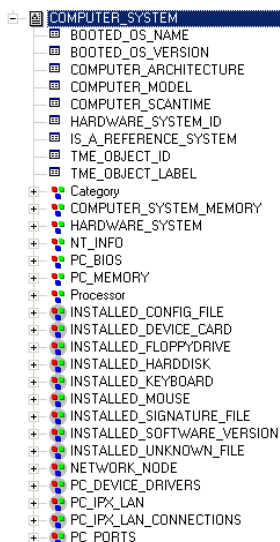 COMPUTER_SYSTEM
BOOTED_OS_NAME
BOOTED_OS_VERSION
COMPUTER_ARCHITECTURE
COMPUTER_MODEL
COMPUTER_SCANTIME
HARDWARE_SYSTEM_ID
IS_A_REFERENCE_SYSTEM
TME_OBJECT_ID
TME_OBJECT_LABEL
Category
COMPUTER_SYSTEM_MEMORY
HARDWARE_SYSTEM
NT_INFO
PC_BIOS
PC_MEMORY
Processor
INSTALLED_CONFIG_FILE
INSTALLED_DEVICE_CARD
INSTALLED_FLOPPYDRIVE
INSTALLED_HARDDISK
INSTALLED_KEYBOARD
INSTALLED_MOUSE
INSTALLED_SIGNATURE_FILE
INSTALLED_SOFTWARE_VERSION
INSTALLED_UNKNOWN_FILE
NETWORK_NODE
PC_DEVICE_DRIVERS
PC_IPX_LAN
PC_IPX_LAN_CONNECTIONS
PC_PORTS